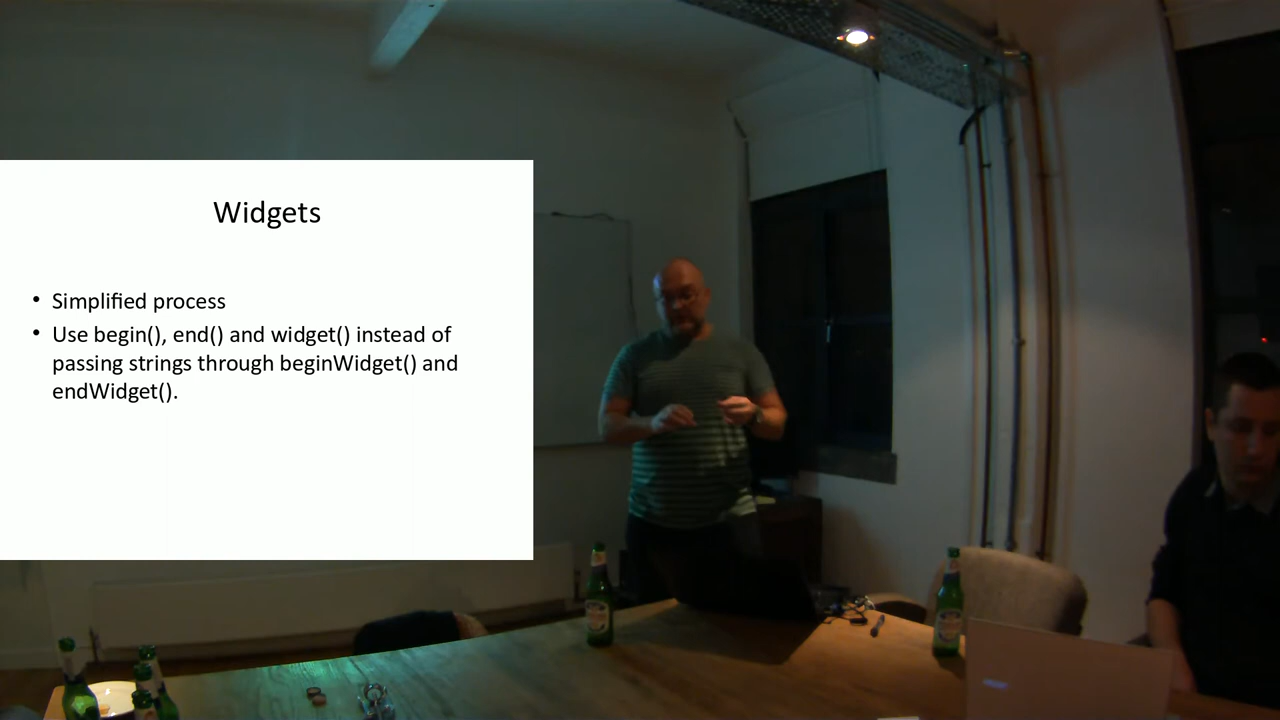 Widgets
• Simplified process
• Use begin(), end() and widget() instead of
passing strings through beginWidget() and
endWidget().